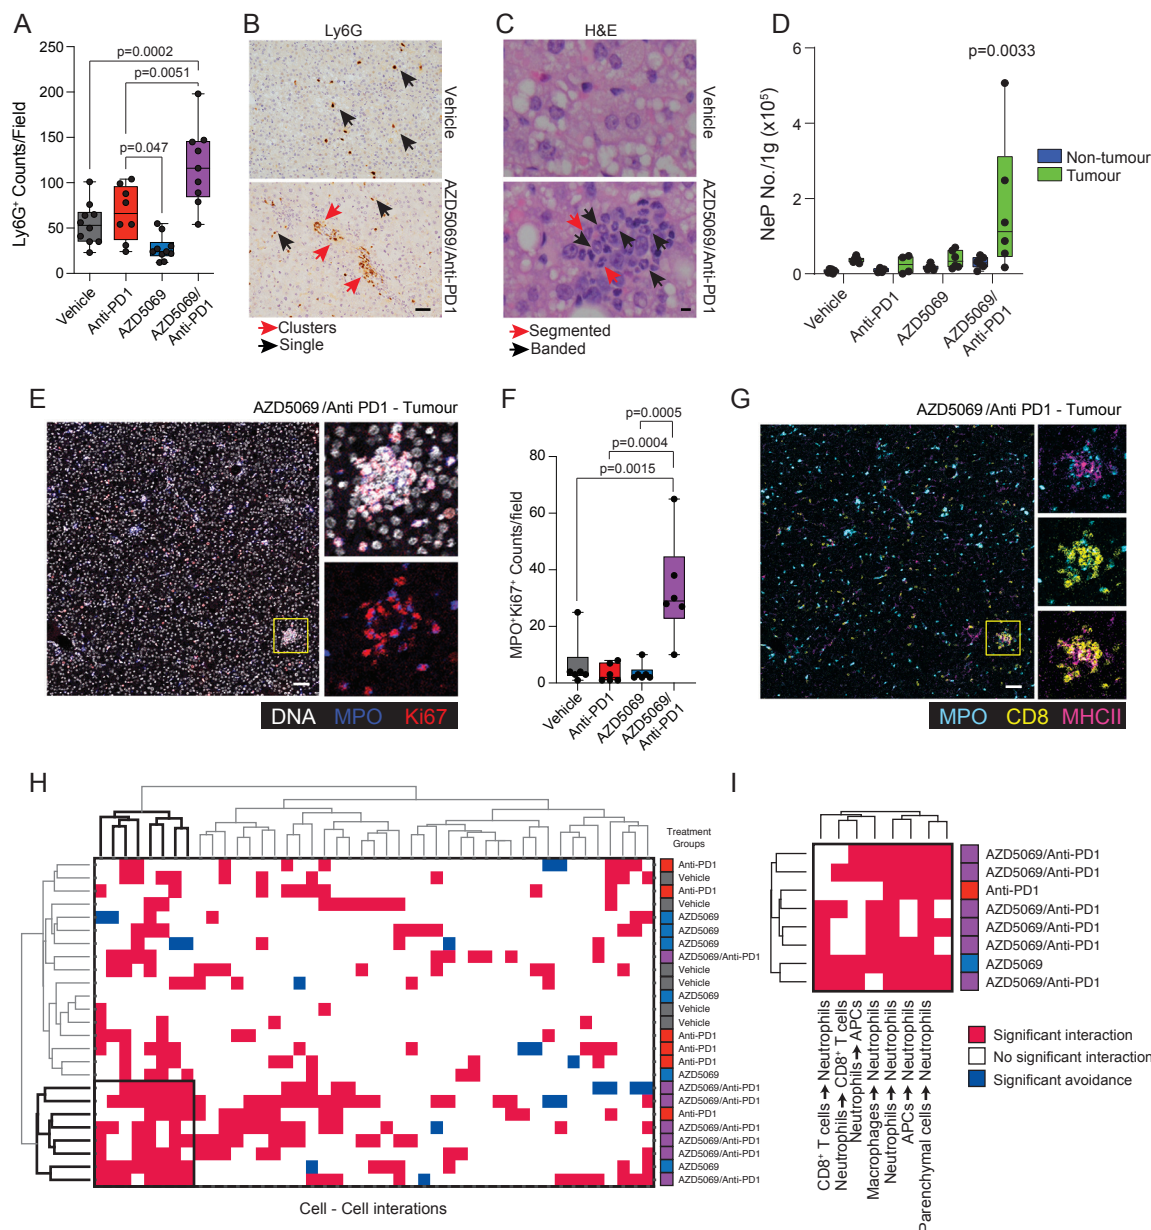 A
Ly6G⁺ Counts/Field
250
200
150
100
50
0
p=0.0002
p=0.0051
p=0.047
Vehicle
Anti-PD1
AZD5069
AZD5069/
Anti-PD1
B
Ly6G
Vehicle
AZD5069/Anti-PD1
Clusters
Single
C
H&E
Vehicle
AZD5069/Anti-PD1
Segmented
Banded
D
NeP No./1g (x10⁵)
6
4
2
0
p=0.0033
Non-tumour
Tumour
Vehicle
Anti-PD1
AZD5069
AZD5069/
Anti-PD1
E
AZD5069/Anti PD1 - Tumour
DNA MPO Ki67
F
MPO⁺Ki67⁺ Counts/field
80
60
40
20
0
p=0.0005
p=0.0004
p=0.0015
Vehicle
Anti-PD1
AZD5069
AZD5069/
Anti-PD1
G
AZD5069/Anti PD1 - Tumour
MPO CD8 MHCII
H
Treatment
Groups
Anti-PD1
Vehicle
Anti-PD1
Vehicle
AZD5069
AZD5069
AZD5069
AZD5069/Anti-PD1
Vehicle
Vehicle
AZD5069
Vehicle
Vehicle
Anti-PD1
Anti-PD1
Anti-PD1
AZD5069
AZD5069/Anti-PD1
AZD5069/Anti-PD1
Anti-PD1
AZD5069/Anti-PD1
AZD5069/Anti-PD1
AZD5069/Anti-PD1
AZD5069
AZD5069/Anti-PD1
Cell - Cell interations
I
AZD5069/Anti-PD1
AZD5069/Anti-PD1
Anti-PD1
AZD5069/Anti-PD1
AZD5069/Anti-PD1
AZD5069/Anti-PD1
AZD5069
AZD5069/Anti-PD1
CD8⁺ T cells➔Neutrophils
Neutrophils➔CD8⁺ T cells
Neutrophils➔APCs
Macrophages➔Neutrophils
Neutrophils➔Neutrophils
APCs➔Neutrophils
Parenchymal cells➔Neutrophils
Significant interaction
No significant interaction
Significant avoidance